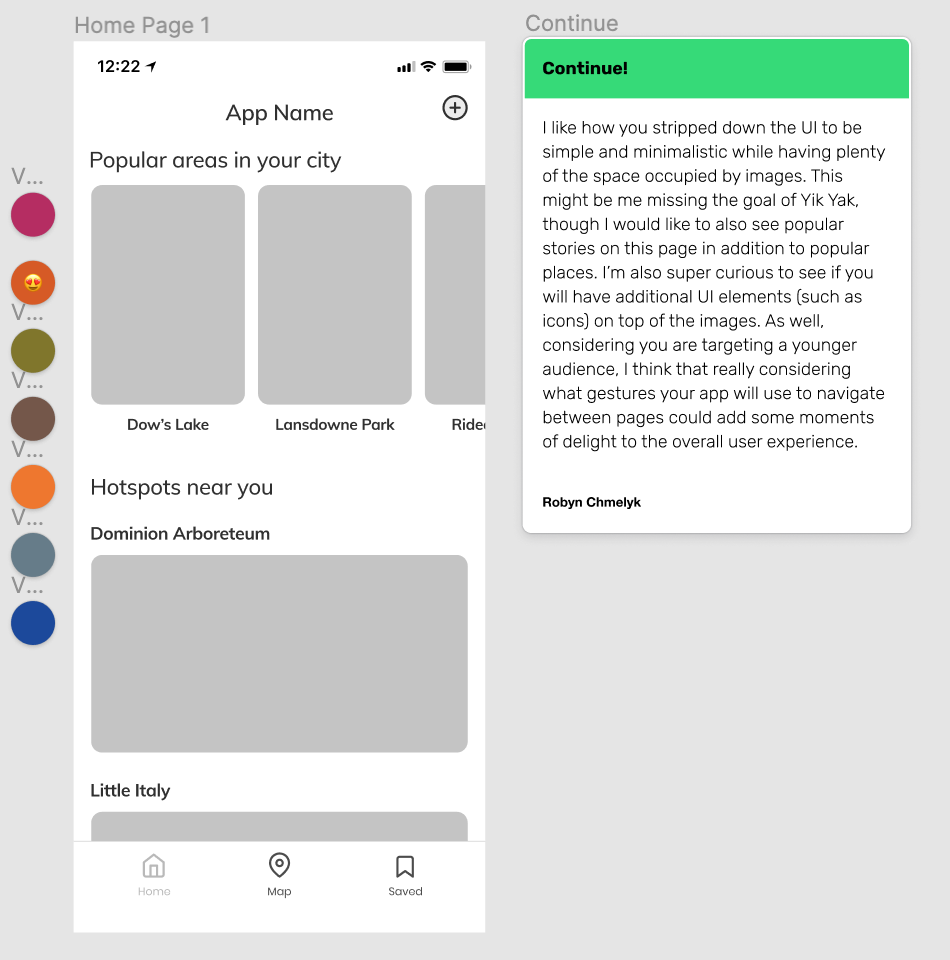 Home Page 1
12:22
App Name
Popular areas in your city
Dow's Lake
Lansdowne Park
Ride
Hotspots near you
Dominion Arboreteum
Little Italy
Home
Map
Saved
V...
V...
V...
V...
V...
V...
Continue
Continue!
I like how you stripped down the UI to be
simple and minimalistic while having plenty
of the space occupied by images. This
might be me missing the goal of Yik Yak,
though I would like to also see popular
stories on this page in addition to popular
places. I'm also super curious to see if you
will have additional UI elements (such as
icons) on top of the images. As well,
considering you are targeting a younger
audience, I think that really considering
what gestures your app will use to navigate
between pages could add some moments
of delight to the overall user experience.
Robyn Chmelyk